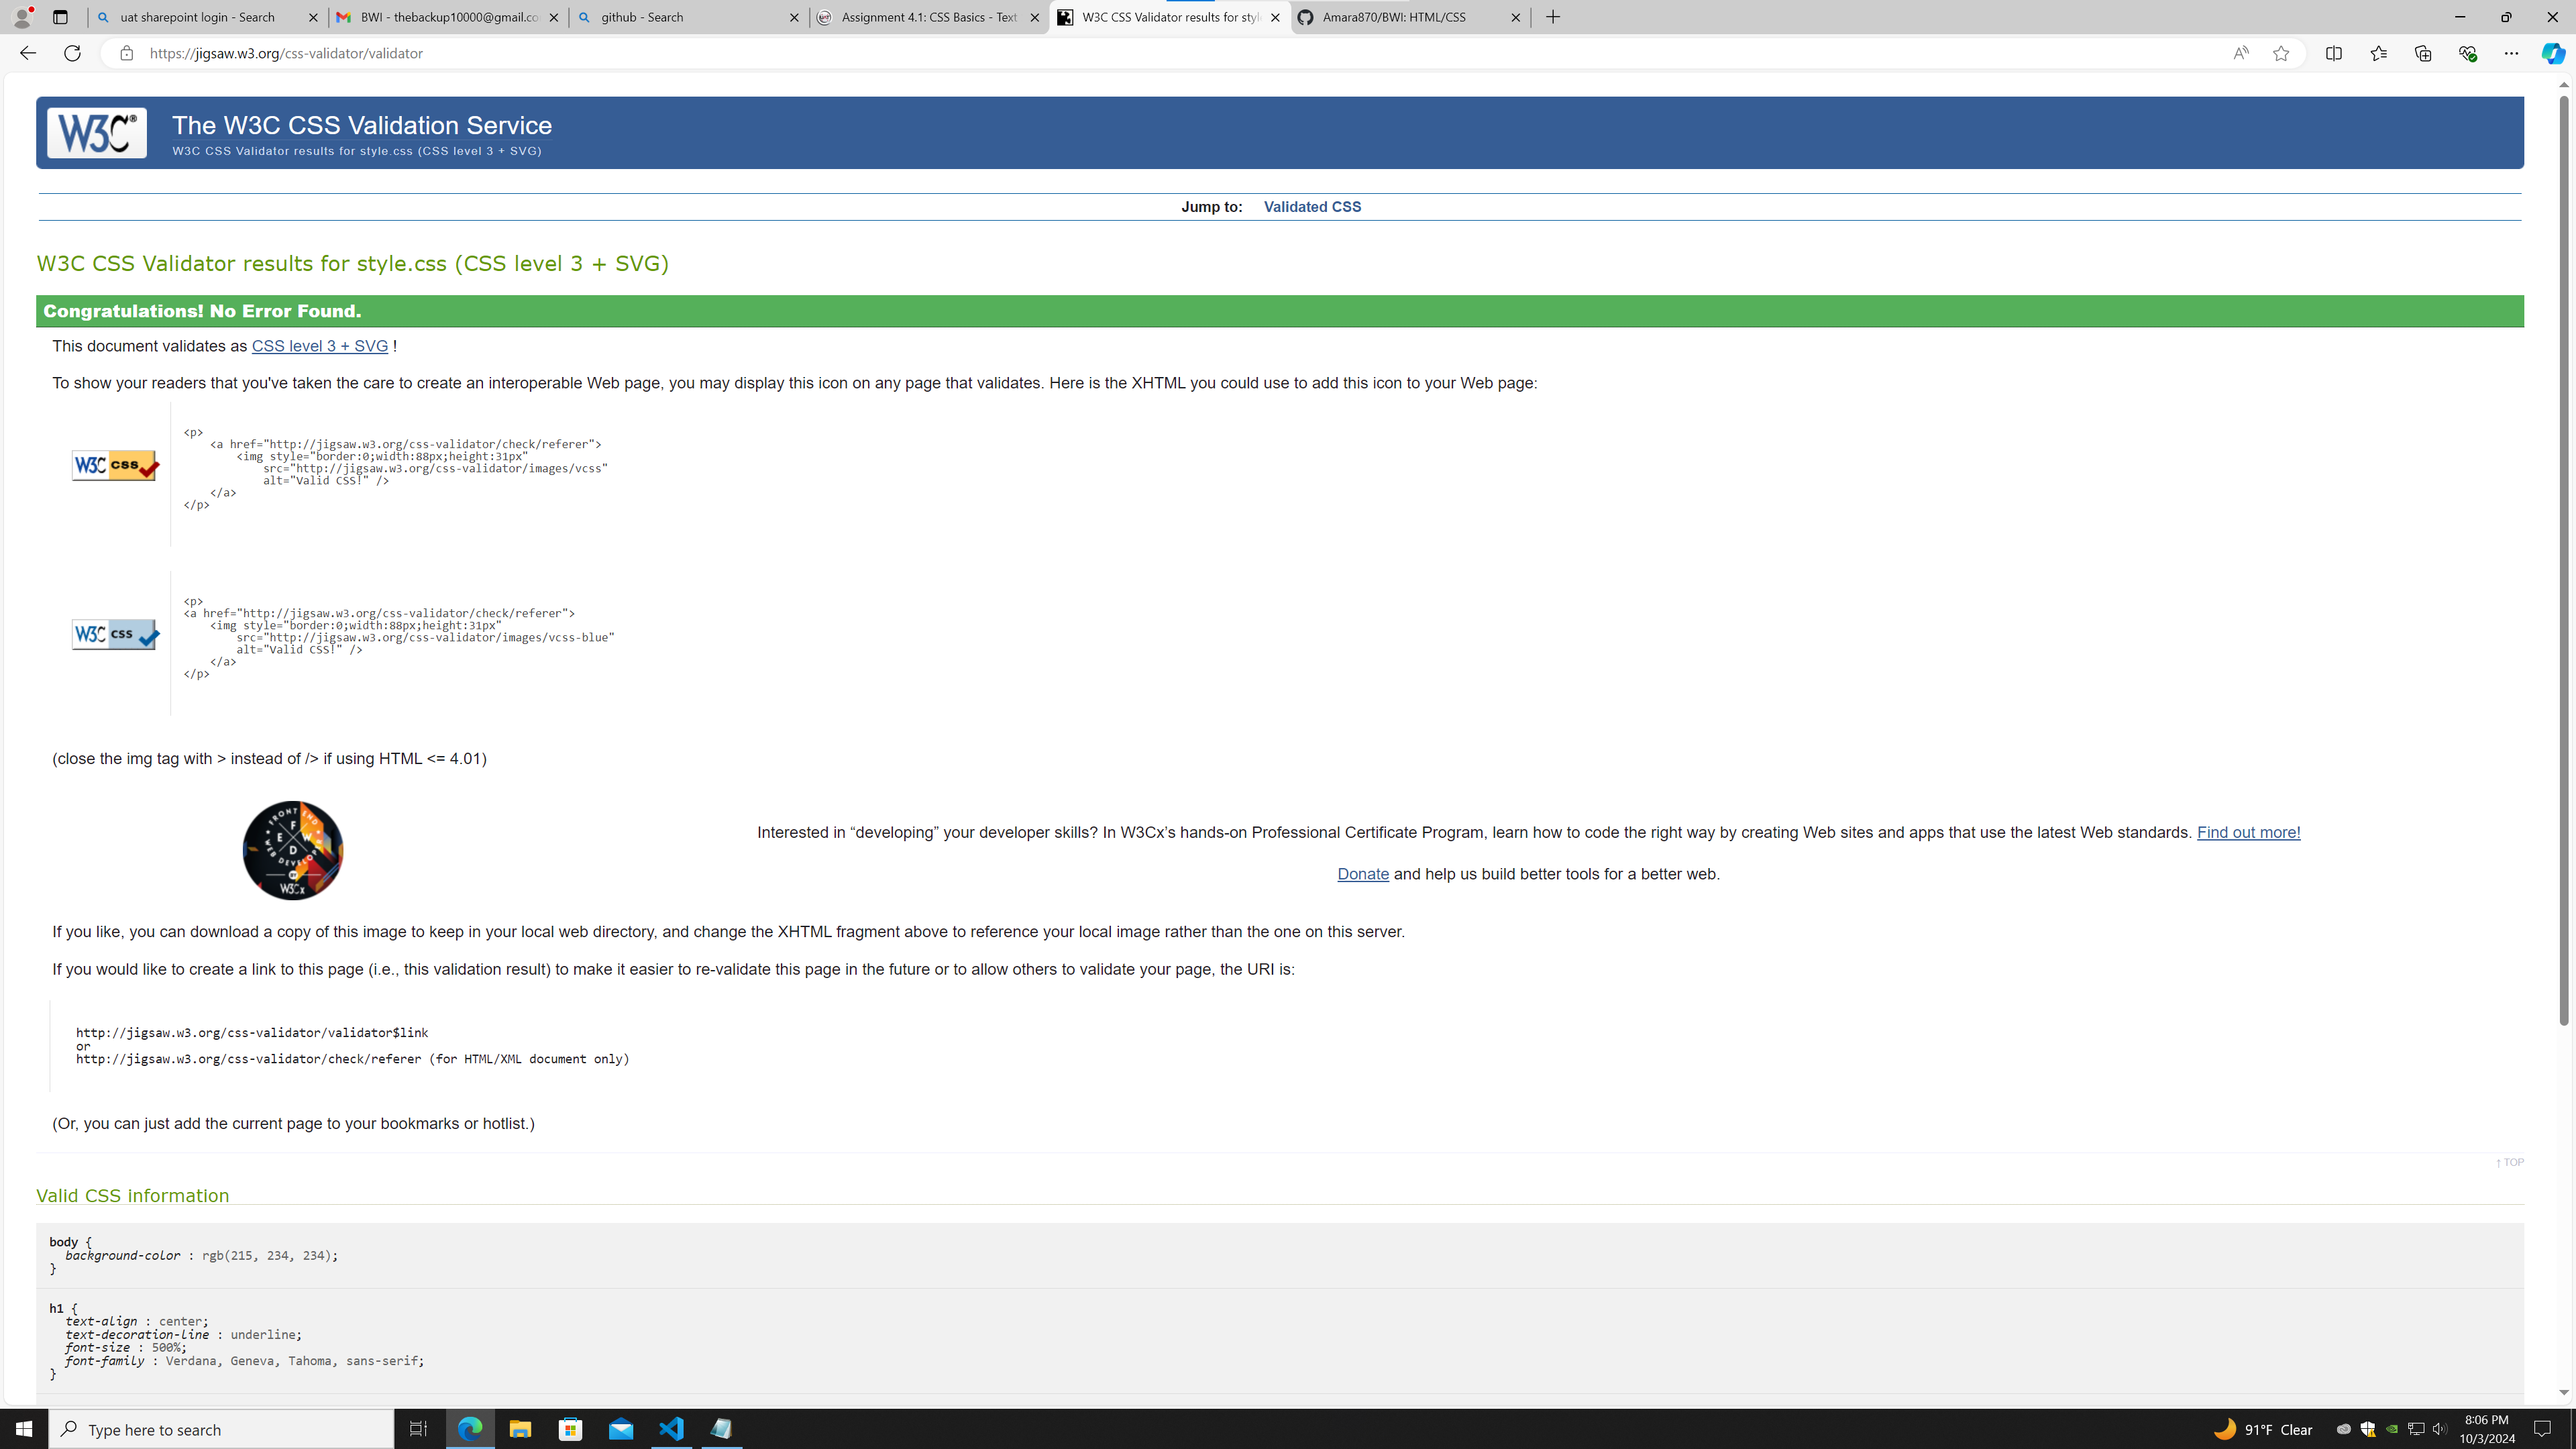 uat sharepoint login - Search
BWI - thebackup10000@gmail.co
github - Search
Assignment 4.1: CSS Basics - Text
W3C CSS Validator results for style
Amara870/BWI: HTML/CSS
https://jigsaw.w3.org/css-validator/validator
W3C®
The W3C CSS Validation Service
W3C CSS Validator results for style.css (CSS level 3 + SVG)
Jump to: Validated CSS
W3C CSS Validator results for style.css (CSS level 3 + SVG)
Congratulations! No Error Found.
This document validates as CSS level 3 + SVG !
To show your readers that you've taken the care to create an interoperable Web page, you may display this icon on any page that validates. Here is the XHTML you could use to add this icon to your Web page:
W3C css
<p>
<a href="http://jigsaw.w3.org/css-validator/check/referer">
<img style="border:0;width:88px;height:31px"
src="http://jigsaw.w3.org/css-validator/images/vcss"
alt="Valid CSS!" />
</a>
</p>
W3C css
<p>
<a href="http://jigsaw.w3.org/css-validator/check/referer">
<img style="border:0;width:88px;height:31px"
src="http://jigsaw.w3.org/css-validator/images/vcss-blue"
alt="Valid CSS!" />
</a>
</p>
(close the img tag with > instead of /> if using HTML <= 4.01)
FRONT END
F E W D
WEB DEVELOP
W3Cx
Interested in “developing” your developer skills? In W3Cx’s hands-on Professional Certificate Program, learn how to code the right way by creating Web sites and apps that use the latest Web standards. Find out more!
Donate and help us build better tools for a better web.
If you like, you can download a copy of this image to keep in your local web directory, and change the XHTML fragment above to reference your local image rather than the one on this server.
If you would like to create a link to this page (i.e., this validation result) to make it easier to re-validate this page in the future or to allow others to validate your page, the URI is:
http://jigsaw.w3.org/css-validator/validator$link
or
http://jigsaw.w3.org/css-validator/check/referer (for HTML/XML document only)
(Or, you can just add the current page to your bookmarks or hotlist.)
↑ TOP
Valid CSS information
body {
background-color : rgb(215, 234, 234);
}
h1 {
text-align : center;
text-decoration-line : underline;
font-size : 500%;
font-family : Verdana, Geneva, Tahoma, sans-serif;
}
Type here to search
91°F Clear
8:06 PM
10/3/2024